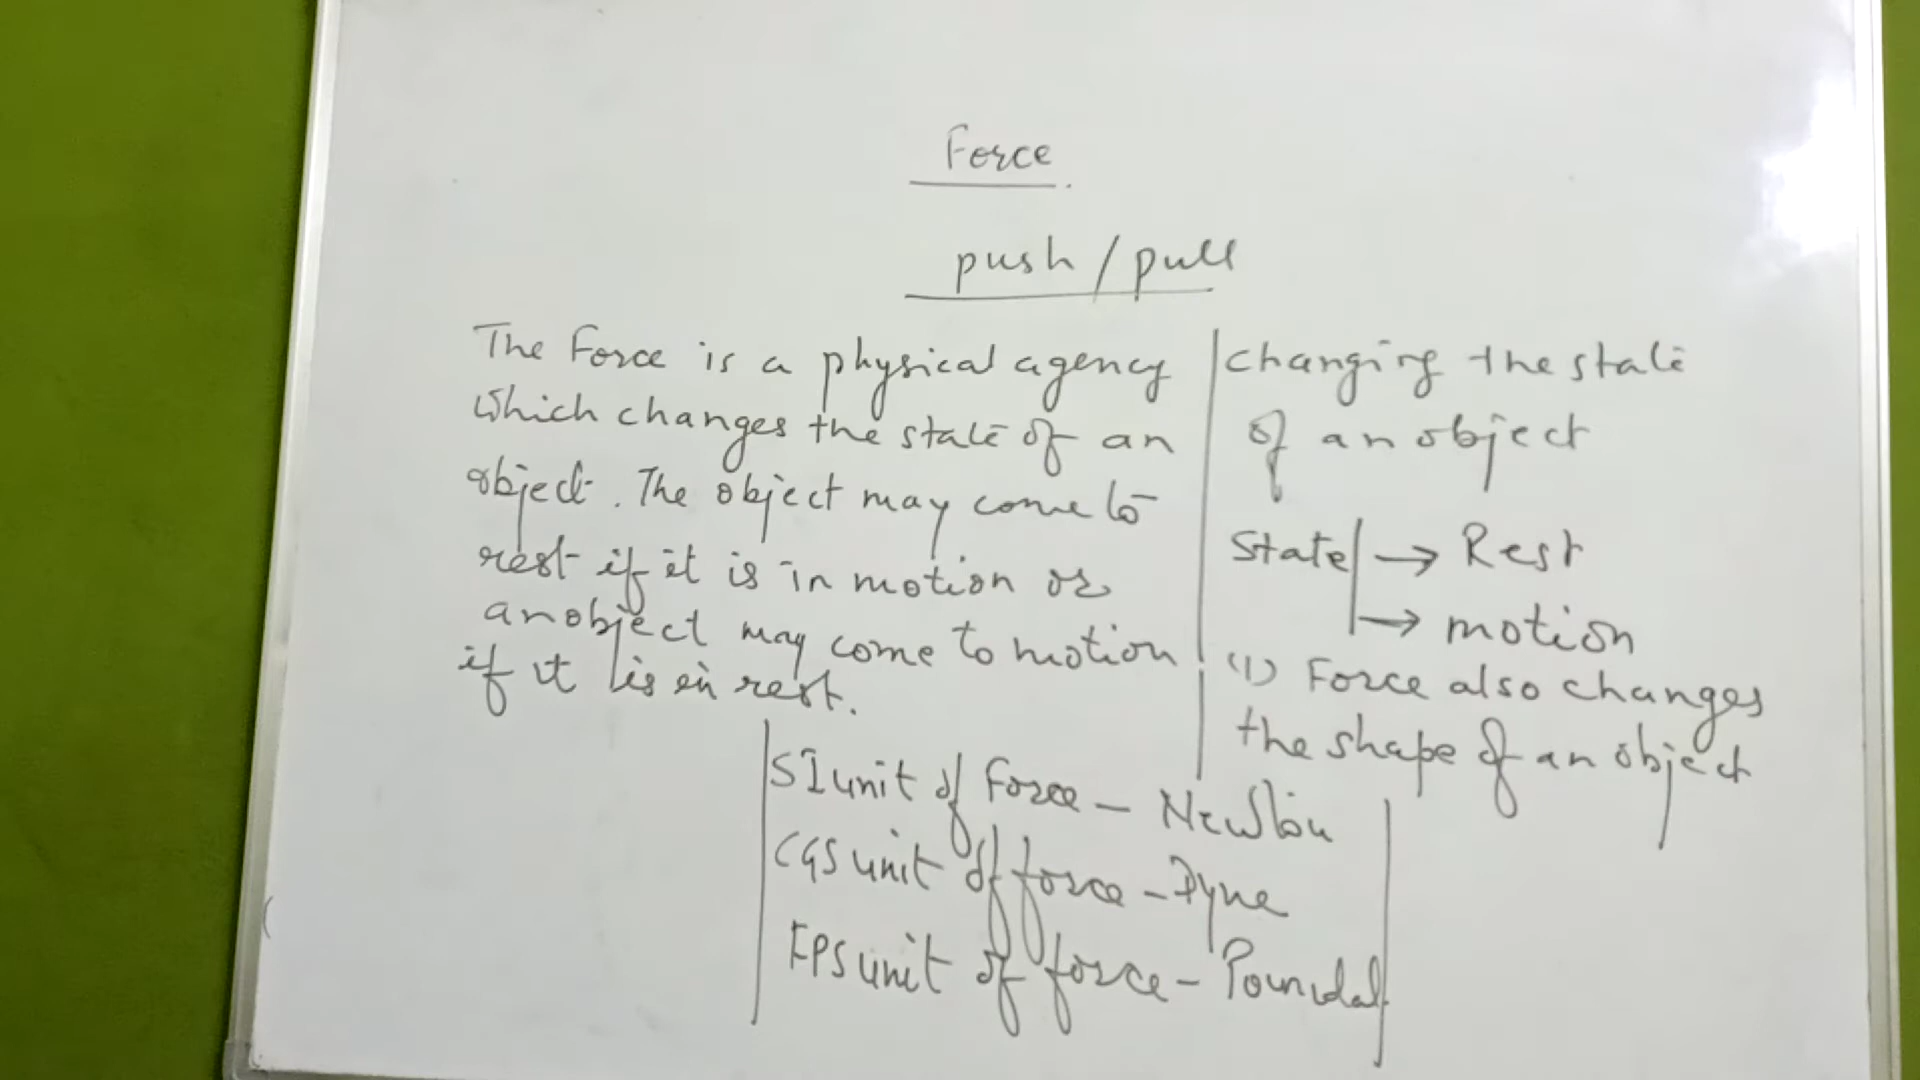 Force
push / pull
The Force is a physical agency
which changes the state of an
object. The object may come to
rest if it is in motion or
an object may come to motion
if it is in rest.
changing the state
of an object
State → Rest
→ motion
(1) Force also changes
the shape of an object
SI unit of Force - Newton
CGS unit of force - Dyne
FPS unit of force - Poundal